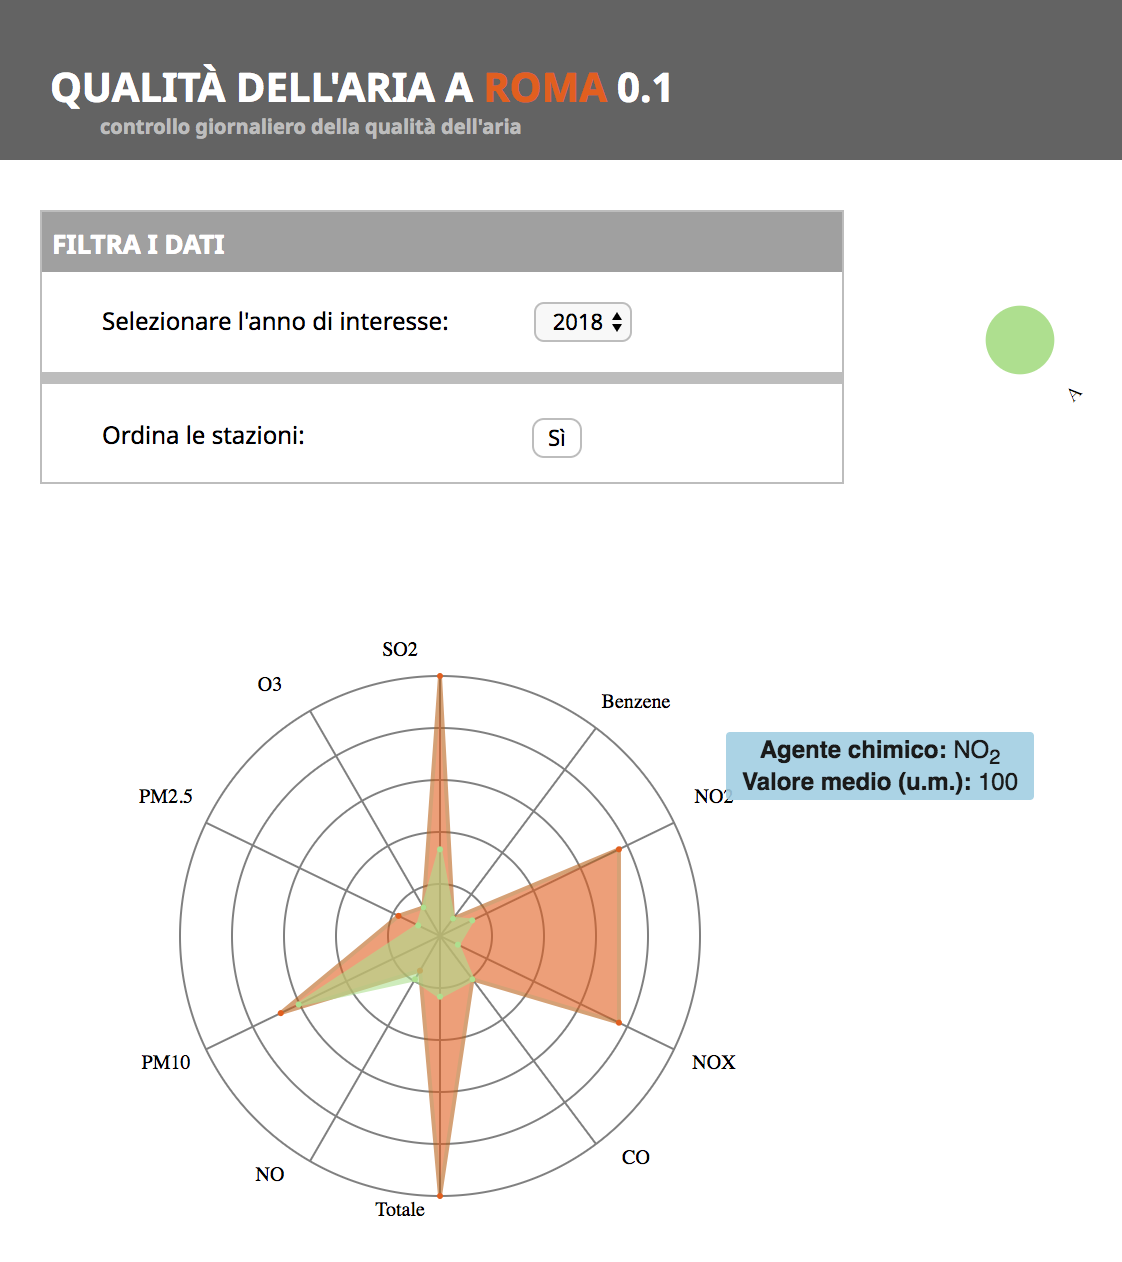 QUALITÀ DELL'ARIA A ROMA 0.1
controllo giornaliero della qualità dell'aria
FILTRA I DATI
Selezionare l'anno di interesse: 2018
A
Ordina le stazioni: Sì
SO2
O3
Benzene
Agente chimico: NO₂
Valore medio (u.m.): 100
PM2.5
NO2
PM10
NOX
CO
NO
Totale